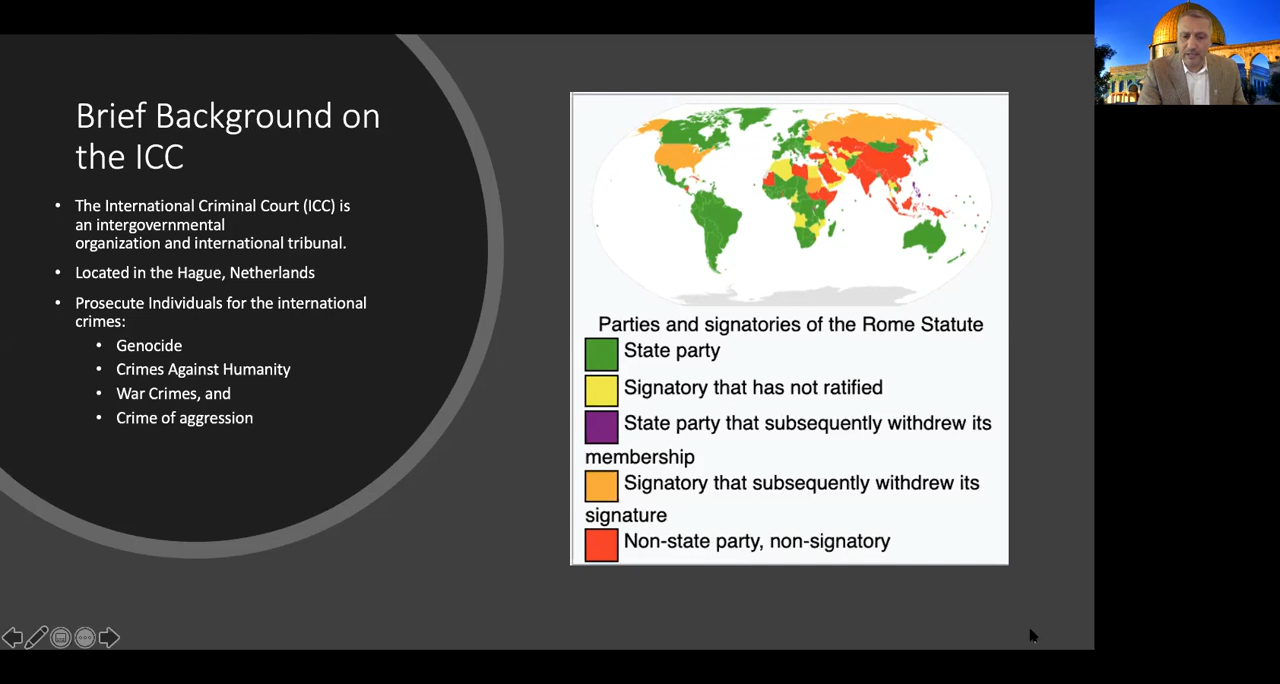 Brief Background on
the ICC
• The International Criminal Court (ICC) is
an intergovernmental
organization and international tribunal.
• Located in the Hague, Netherlands
• Prosecute Individuals for the international
crimes:
• Genocide
• Crimes Against Humanity
• War Crimes, and
• Crime of aggression
Parties and signatories of the Rome Statute
State party
Signatory that has not ratified
State party that subsequently withdrew its
membership
Signatory that subsequently withdrew its
signature
Non-state party, non-signatory